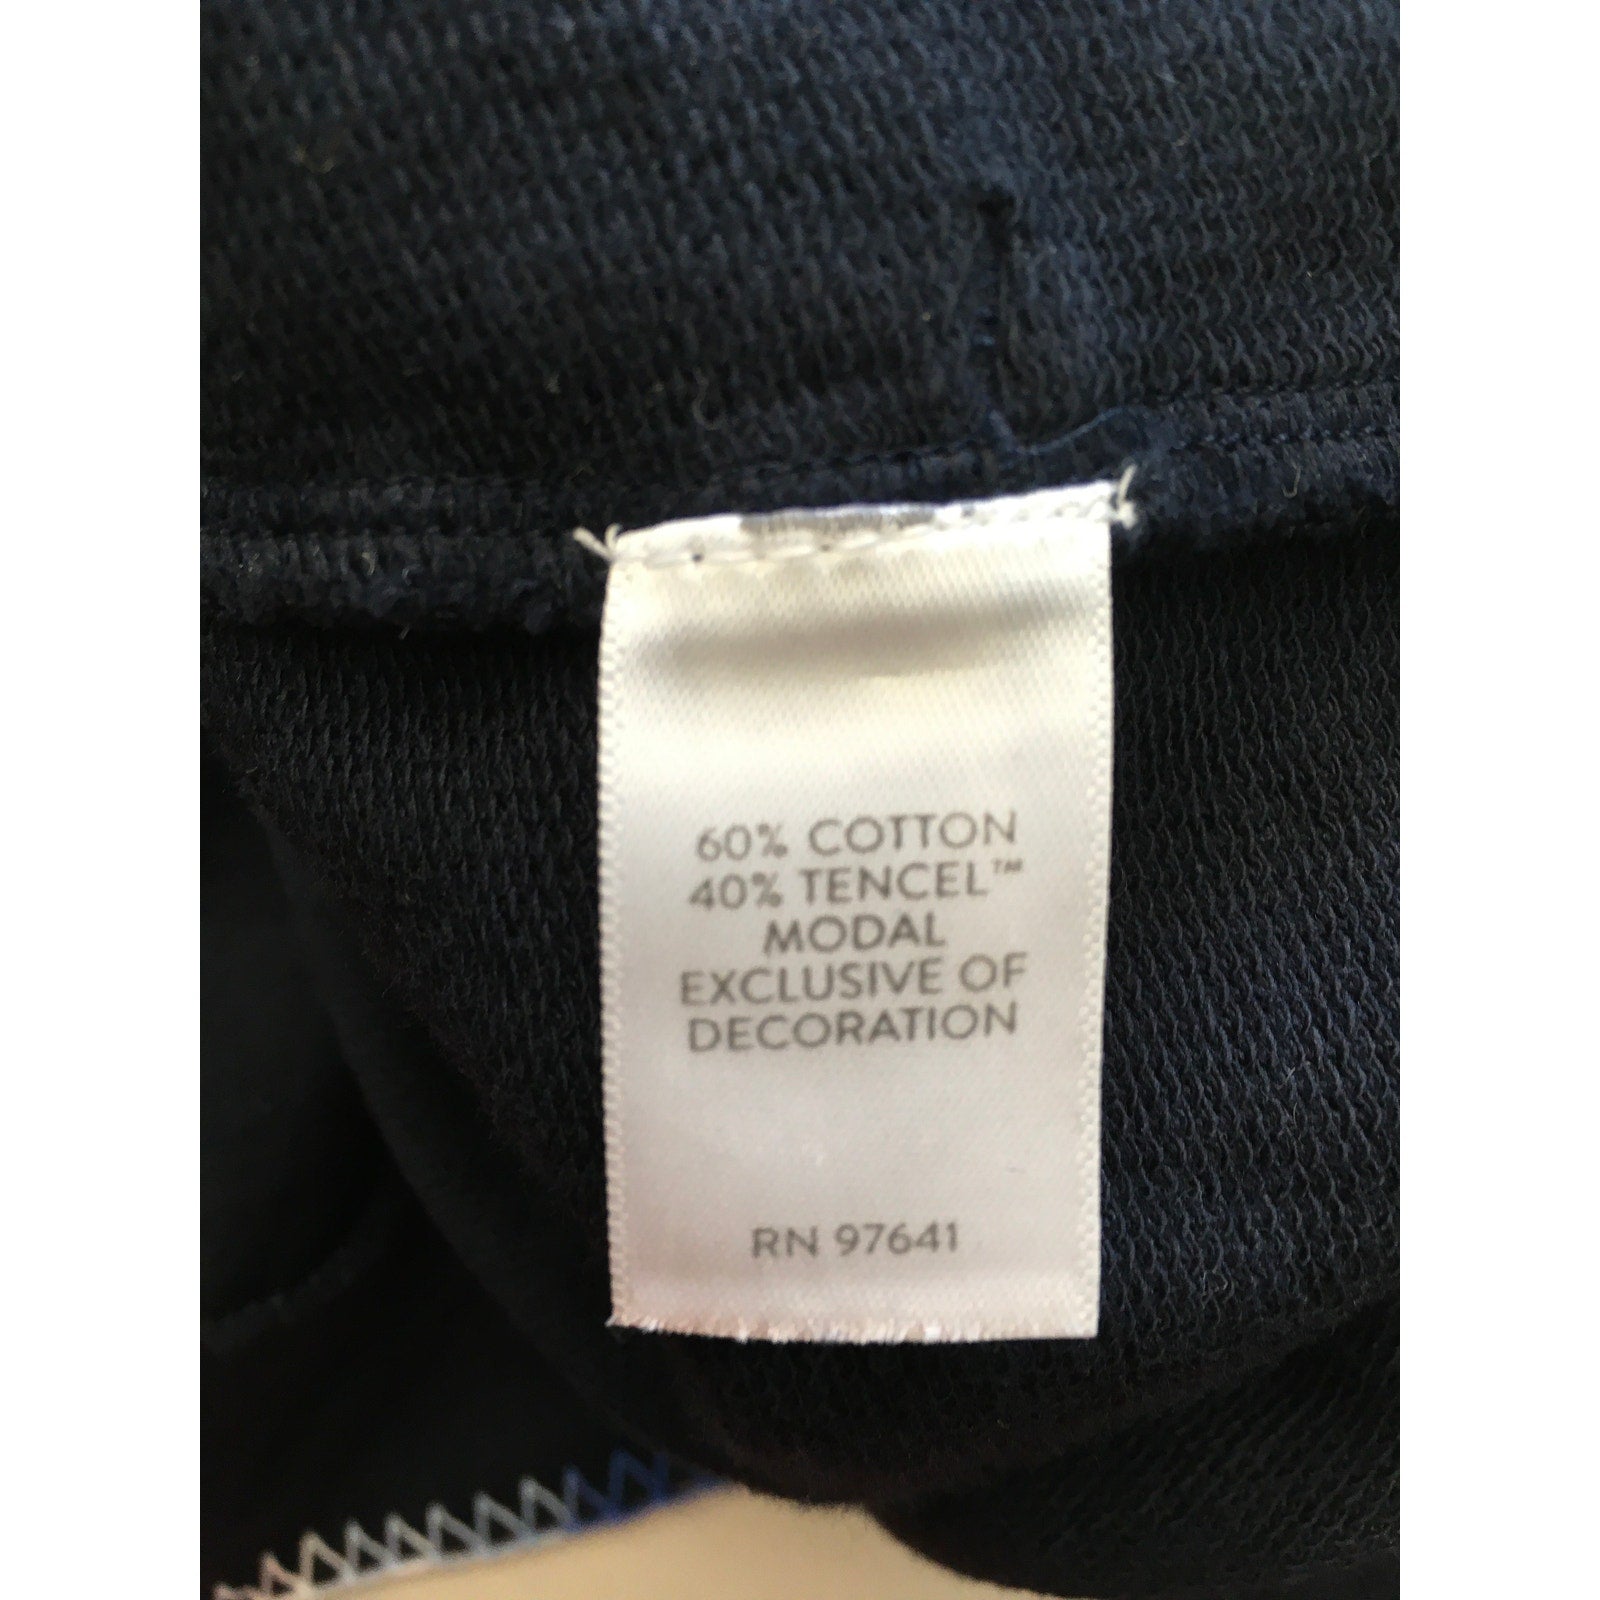 60% COTTON
40% TENCEL™
MODAL
EXCLUSIVE OF
DECORATION
RN 97641